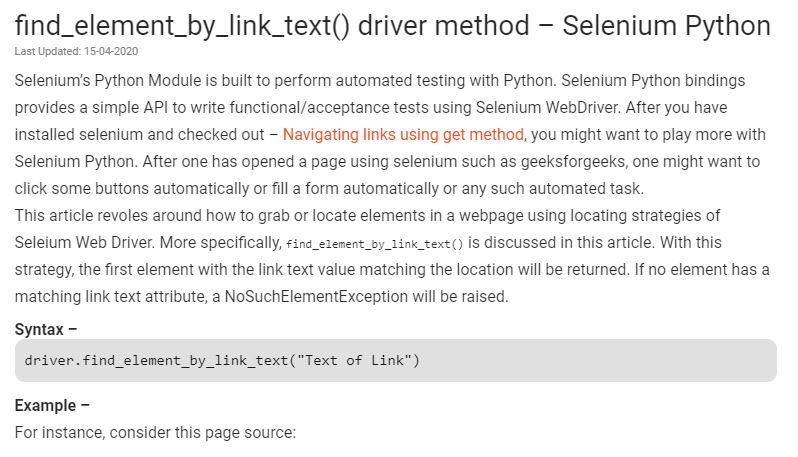 find_element_by_link_text() driver method – Selenium Python
Last Updated: 15-04-2020
Selenium's Python Module is built to perform automated testing with Python. Selenium Python bindings
provides a simple API to write functional/acceptance tests using Selenium WebDriver. After you have
installed selenium and checked out – Navigating links using get method, you might want to play more with
Selenium Python. After one has opened a page using selenium such as geeksforgeeks, one might want to
click some buttons automatically or fill a form automatically or any such automated task.
This article revoles around how to grab or locate elements in a webpage using locating strategies of
Seleium Web Driver. More specifically, find_element_by_link_text() is discussed in this article. With this
strategy, the first element with the link text value matching the location will be returned. If no element has a
matching link text attribute, a NoSuchElementException will be raised.
Syntax –
driver.find_element_by_link_text("Text of Link")
Example –
For instance, consider this page source: